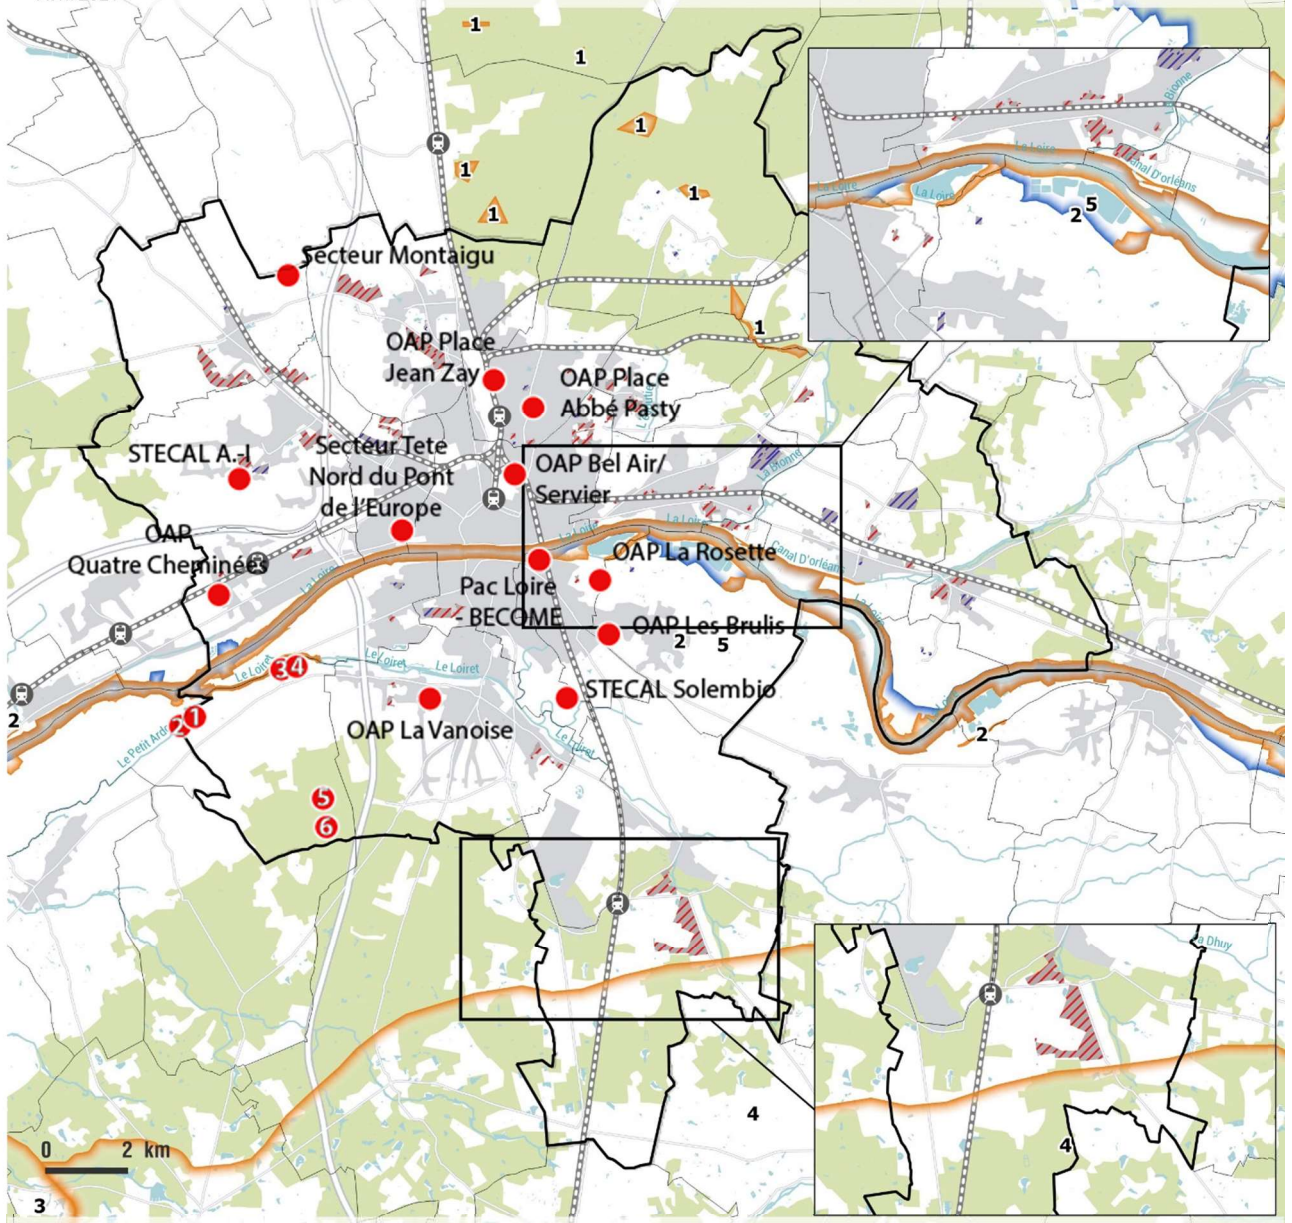 1
1
1
1
1
1
1
La Bionne
La Loire
La Loire
La Loire
Canal D'orléans
5
2
Secteur Montaigu
OAP Place
Jean Zay
OAP Place
Abbé Pasty
STECAL A.-I
Secteur Tete
Nord du Pont
de l'Europe
OAP Bel Air/
Servier
La Bionne
OAP
Quatre Cheminées
La Loire
La Loire
La Loire
OAP La Rosette
Canal D'orléans
Pac Loire
- BECOME
OAP Les Brulis
2 5
Le Loiret
Le Loiret
Le Loiret
3 4
STECAL Solembio
1
2
2
OAP La Vanoise
Le Loiret
2
5
6
La Dhuy
4
4
0 2 km
3